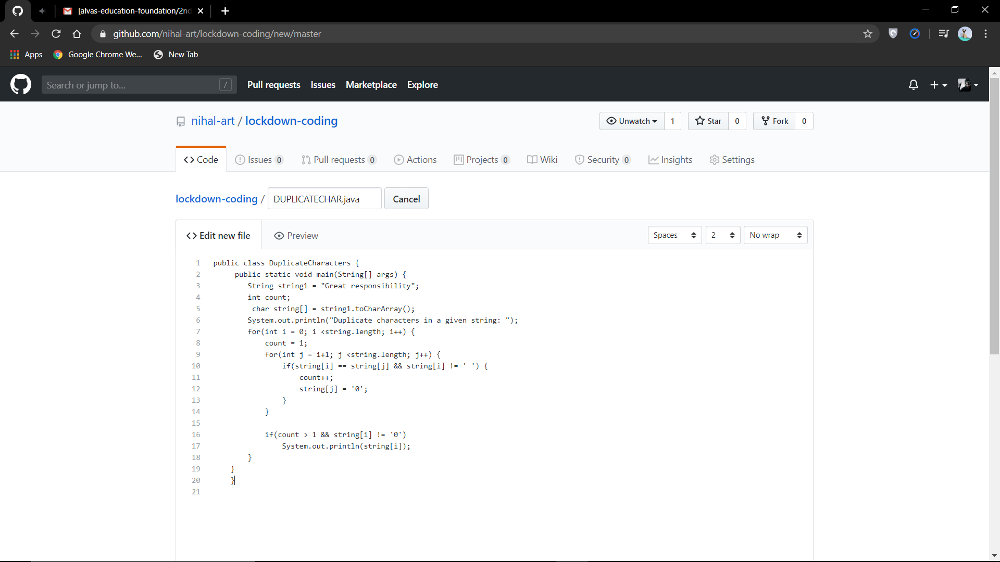 [alvas-education-foundation/2nd
github.com/nihal-art/lockdown-coding/new/master
Apps
Google Chrome We...
New Tab
Search or jump to...
/
Pull requests
Issues
Marketplace
Explore
nihal-art / lockdown-coding
Unwatch
1
Star
0
Fork
0
Code
Issues 0
Pull requests 0
Actions
Projects 0
Wiki
Security 0
Insights
Settings
lockdown-coding / DUPLICATECHAR.java
Cancel
Edit new file
Preview
Spaces
2
No wrap
1 public class DuplicateCharacters {
2 public static void main(String[] args) {
3 String string1 = "Great responsibility";
4 int count;
5 char string[] = string1.toCharArray();
6 System.out.println("Duplicate characters in a given string: ");
7 for(int i = 0; i <string.length; i++) {
8 count = 1;
9 for(int j = i+1; j <string.length; j++) {
10 if(string[i] == string[j] && string[i] != ' ') {
11 count++;
12 string[j] = '0';
13 }
14 }
15
16 if(count > 1 && string[i] != '0')
17 System.out.println(string[i]);
18 }
19 }
20 }
21